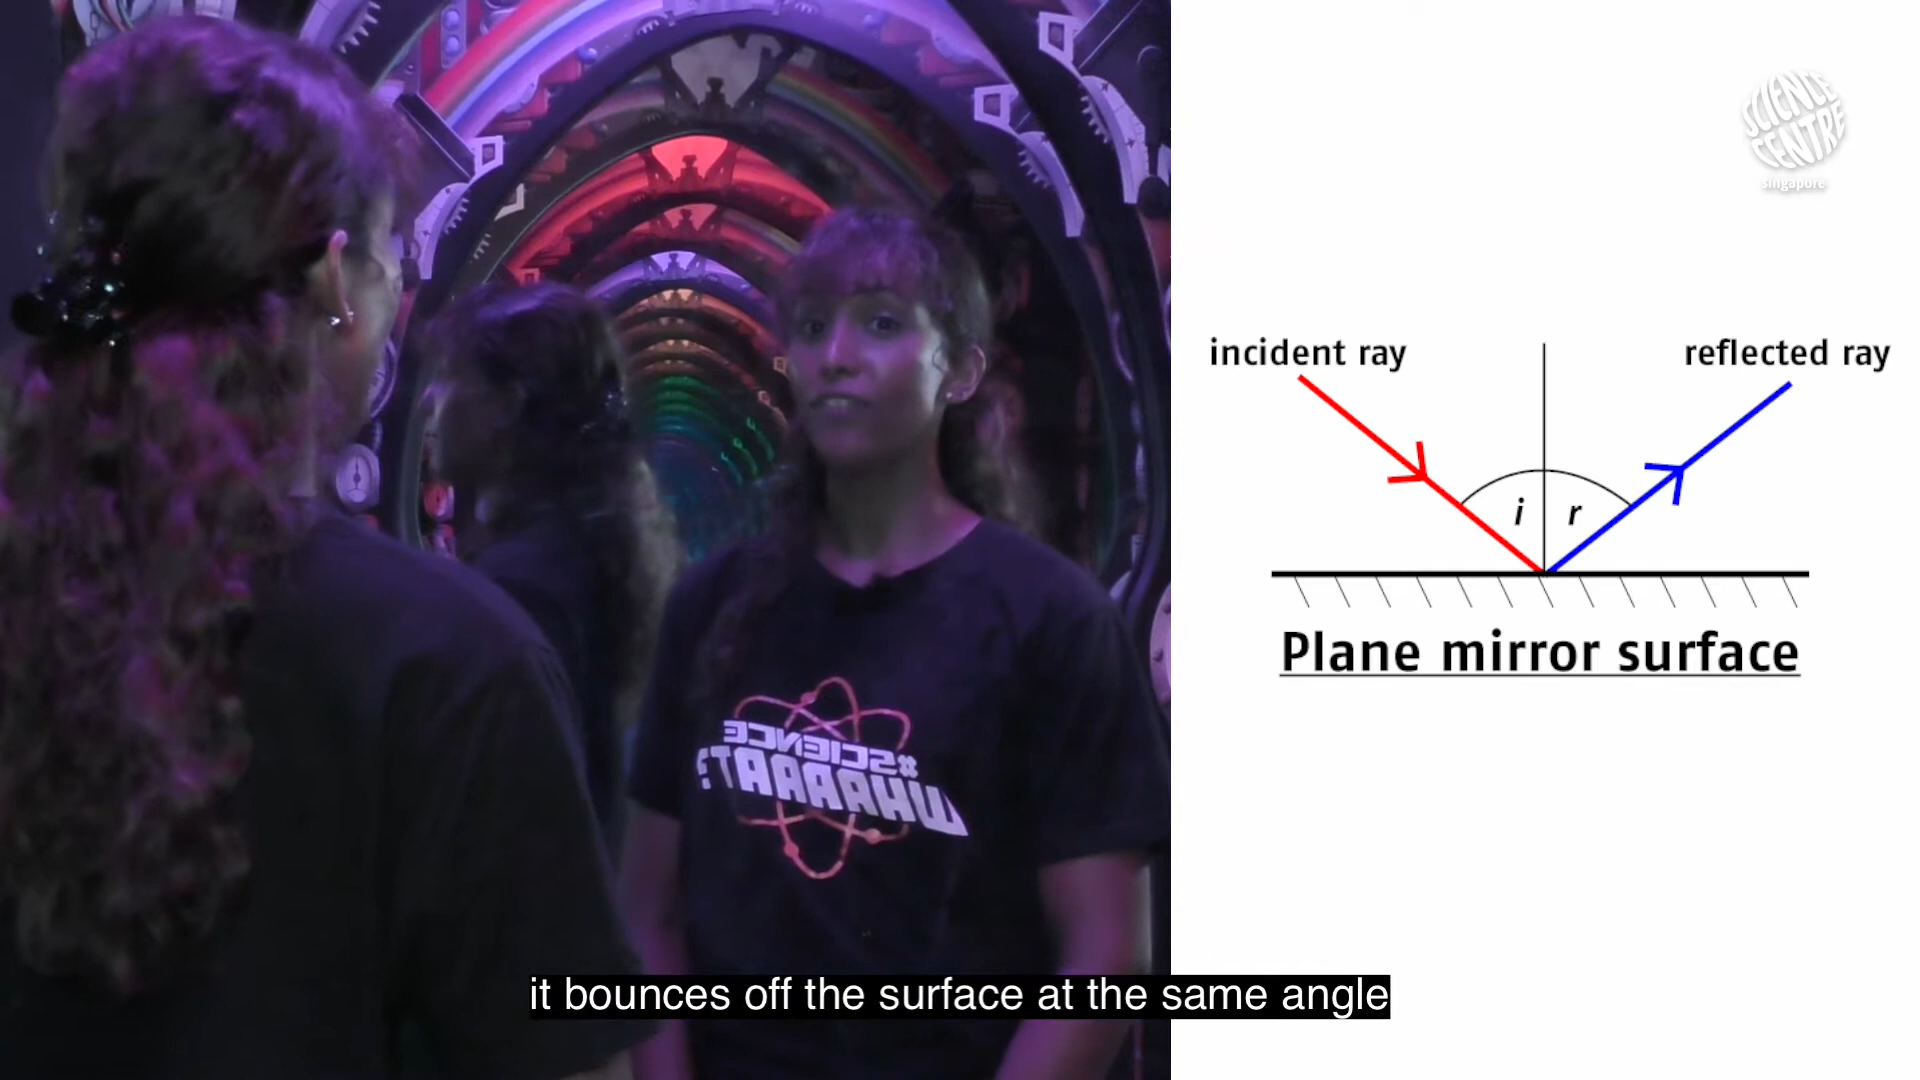 SCIENCE
CENTRE
singapore
incident ray
reflected ray
i
r
Plane mirror surface
#SCIENCE
WHAAAAT?
it bounces off the surface at the same angle